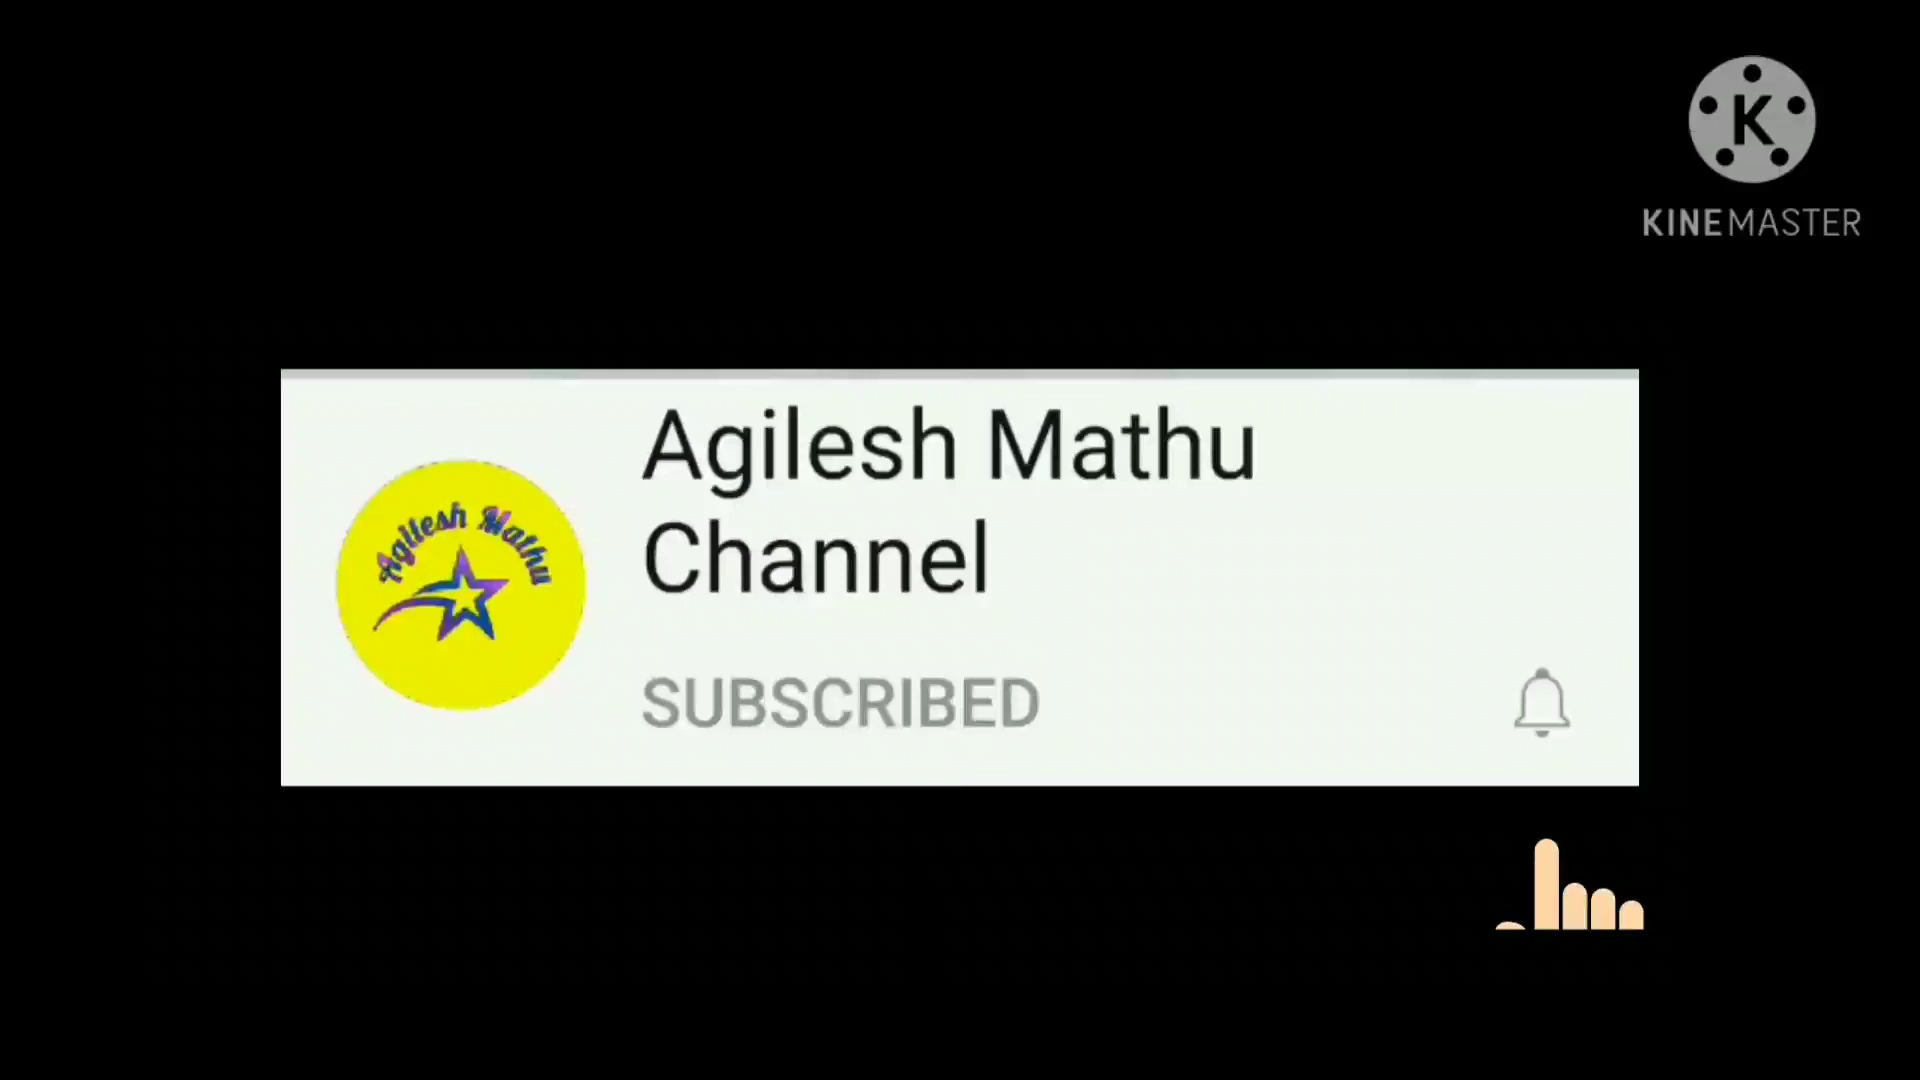 K
KINEMASTER
Agilesh Mathu
Channel
Agilesh Mathu
SUBSCRIBED